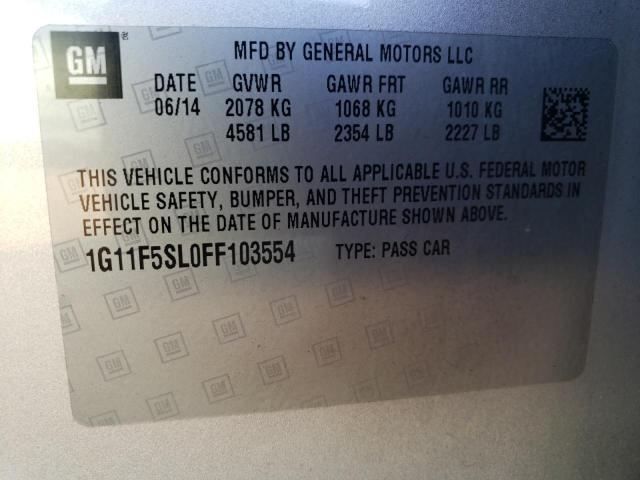 GM ®
MFD BY GENERAL MOTORS LLC
DATE GVWR GAWR FRT GAWR RR
06/14 2078 KG 1068 KG 1010 KG
4581 LB 2354 LB 2227 LB
THIS VEHICLE CONFORMS TO ALL APPLICABLE U.S. FEDERAL MOTOR
VEHICLE SAFETY, BUMPER, AND THEFT PREVENTION STANDARDS IN
EFFECT ON THE DATE OF MANUFACTURE SHOWN ABOVE.
1G11F5SL0FF103554 TYPE: PASS CAR